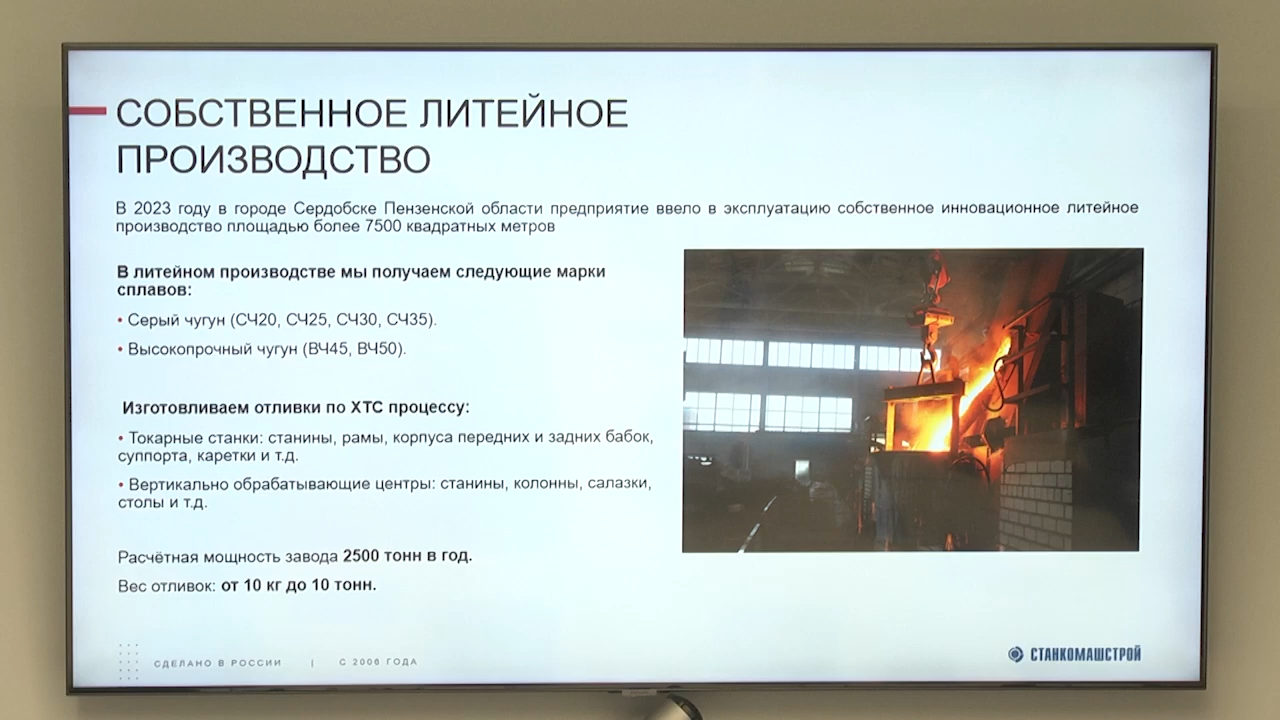 СОБСТВЕННОЕ ЛИТЕЙНОЕ
ПРОИЗВОДСТВО
В 2023 году в городе Сердобске Пензенской области предприятие ввело в эксплуатацию собственное инновационное литейное
производство площадью более 7500 квадратных метров
В литейном производстве мы получаем следующие марки
сплавов:
• Серый чугун (СЧ20, СЧ25, СЧ30, СЧ35).
• Высокопрочный чугун (ВЧ45, ВЧ50).
Изготовливаем отливки по ХТС процессу:
• Токарные станки: станины, рамы, корпуса передних и задних бабок,
суппорта, каретки и т.д.
• Вертикально обрабатывающие центры: станины, колонны, салазки,
столы и т.д.
Расчётная мощность завода 2500 тонн в год.
Вес отливок: от 10 кг до 10 тонн.
СДЕЛАНО В РОССИИ | С 2006 ГОДА
СТАНКОМАШСТРОЙ